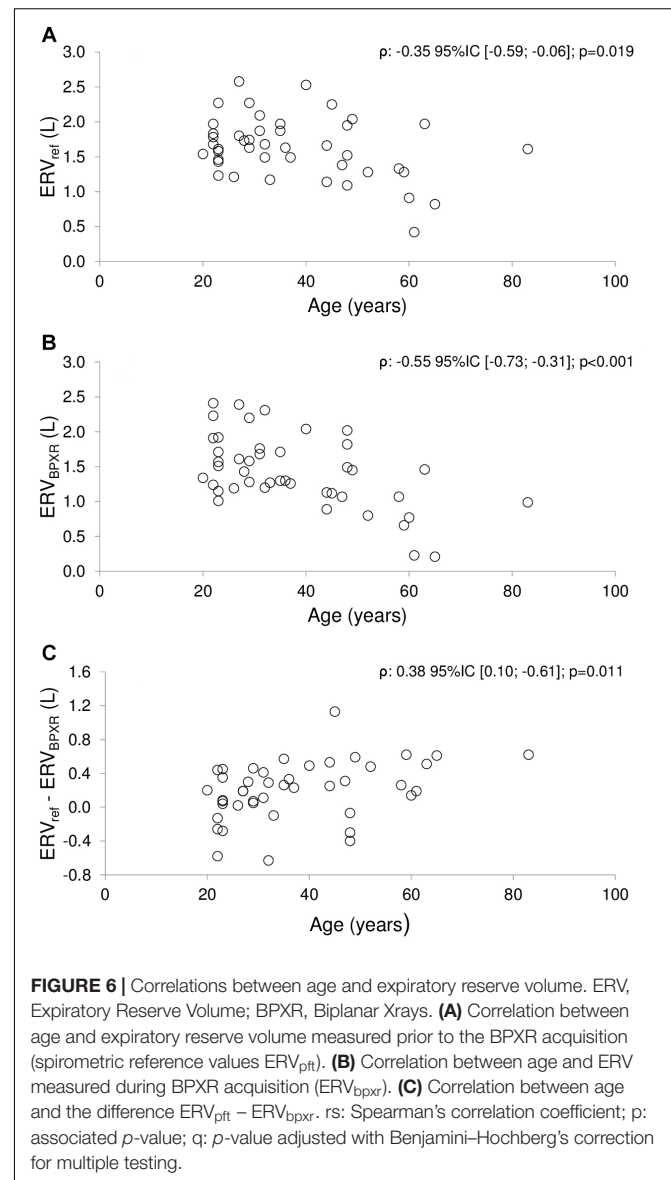 A
ρ: -0.35 95%IC [-0.59; -0.06]; p=0.019
ERVref (L)
3.0
2.5
2.0
1.5
1.0
0.5
0.0
0 20 40 60 80 100
Age (years)
B
ρ: -0.55 95%IC [-0.73; -0.31]; p<0.001
ERVBPXR (L)
3.0
2.5
2.0
1.5
1.0
0.5
0.0
0 20 40 60 80 100
Age (years)
C
ρ: 0.38 95%IC [0.10; -0.61]; p=0.011
ERVref - ERVBPXR (L)
1.6
1.2
0.8
0.4
0.0
-0.4
-0.8
0 20 40 60 80 100
Age (years)
FIGURE 6 | Correlations between age and expiratory reserve volume. ERV,
Expiratory Reserve Volume; BPXR, Biplanar Xrays. (A) Correlation between
age and expiratory reserve volume measured prior to the BPXR acquisition
(spirometric reference values ERVpft). (B) Correlation between age and ERV
measured during BPXR acquisition (ERVbpxr). (C) Correlation between age
and the difference ERVpft – ERVbpxr. rs: Spearman's correlation coefficient; p:
associated p-value; q: p-value adjusted with Benjamini–Hochberg's correction
for multiple testing.